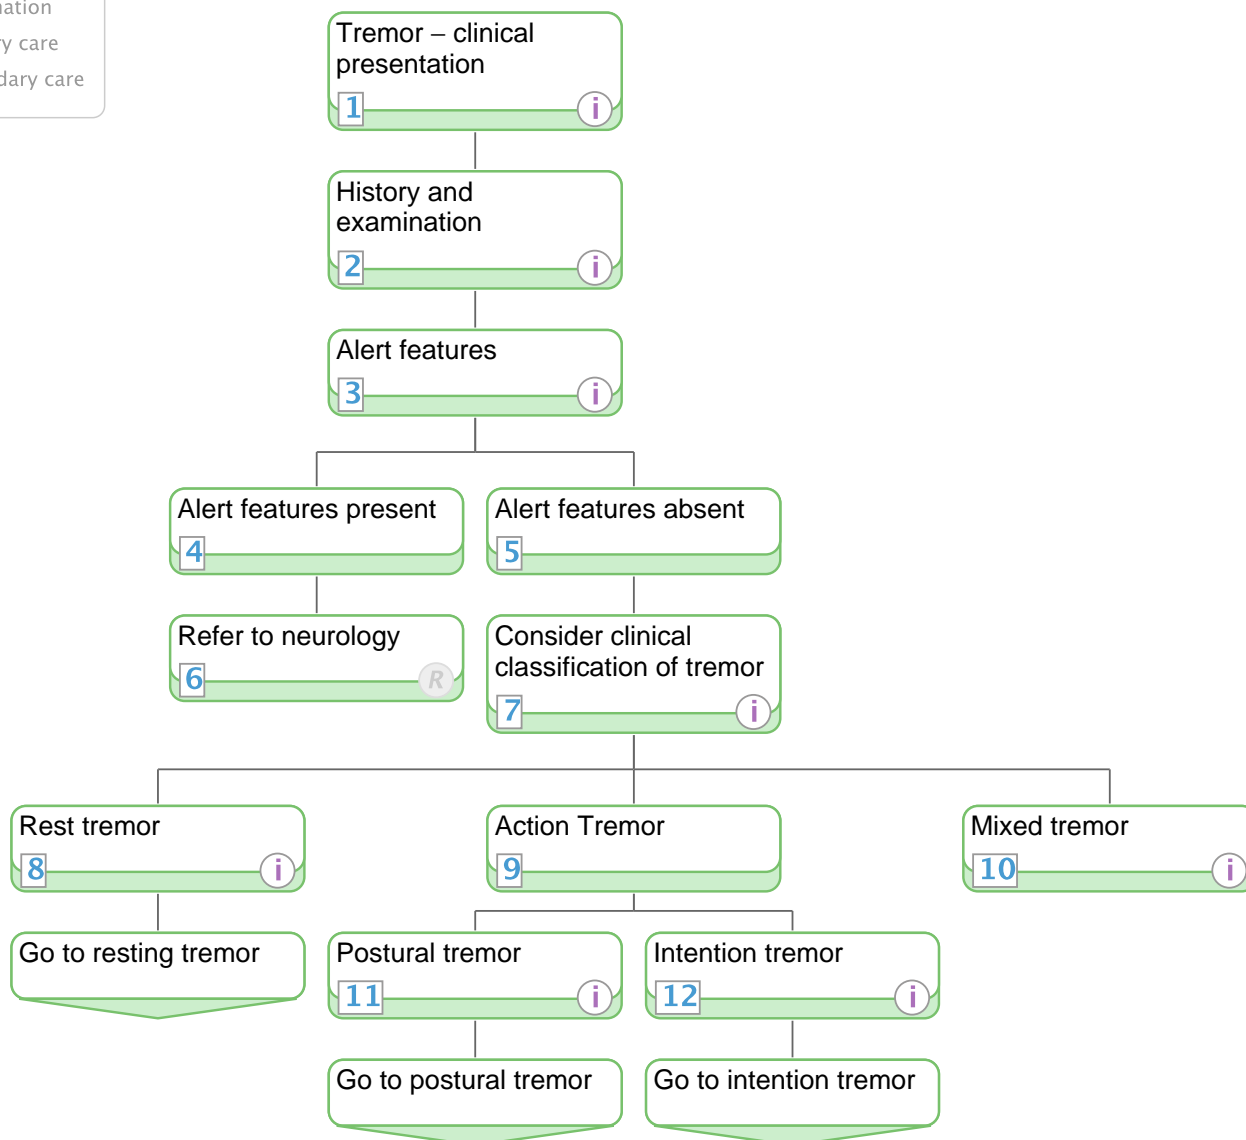 care
care
Tremor – clinical
presentation
1 i
History and
examination
2 i
Alert features
3 i
Alert features present
4
Alert features absent
5
Refer to neurology
6 R
Consider clinical
classification of tremor
7 i
Rest tremor
8 i
Action Tremor
9
Mixed tremor
10 i
Go to resting tremor
Postural tremor
11 i
Intention tremor
12 i
Go to postural tremor
Go to intention tremor